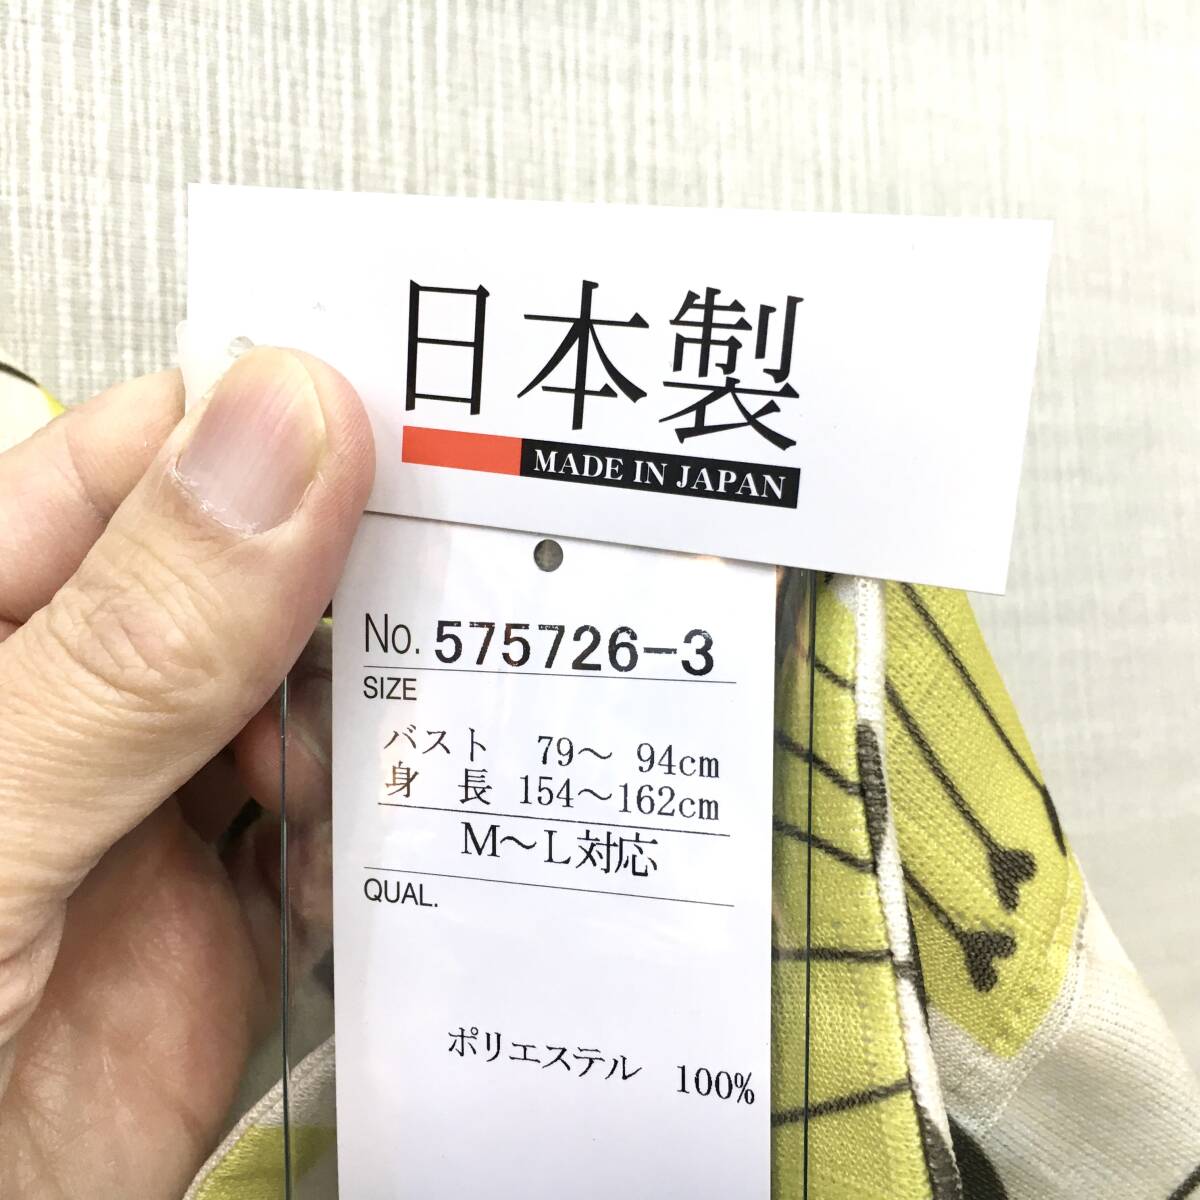 日本製
MADE IN JAPAN
No. 575726-3
SIZE
バスト 79〜 94cm
身 長 154〜162cm
M〜L対応
QUAL.
ポリエステル 100%